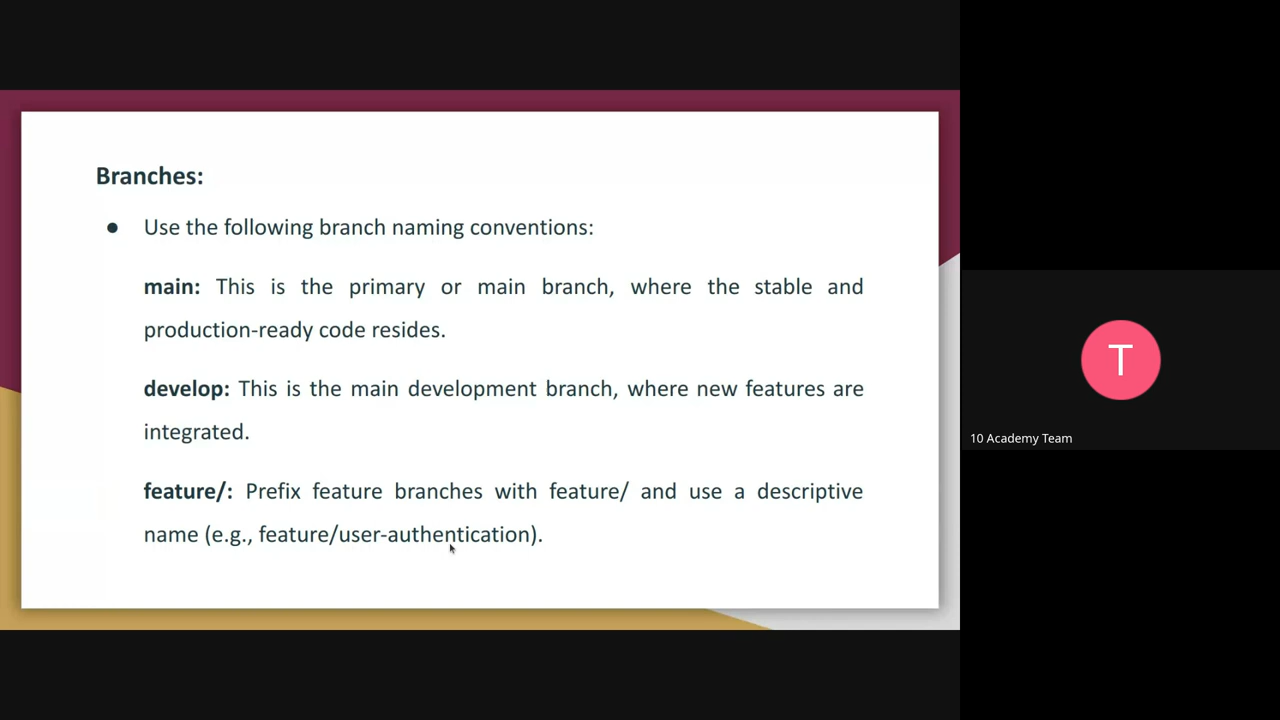 Branches:
● Use the following branch naming conventions:
main: This is the primary or main branch, where the stable and
production-ready code resides.
develop: This is the main development branch, where new features are
integrated.
feature/: Prefix feature branches with feature/ and use a descriptive
name (e.g., feature/user-authentication).
T
10 Academy Team